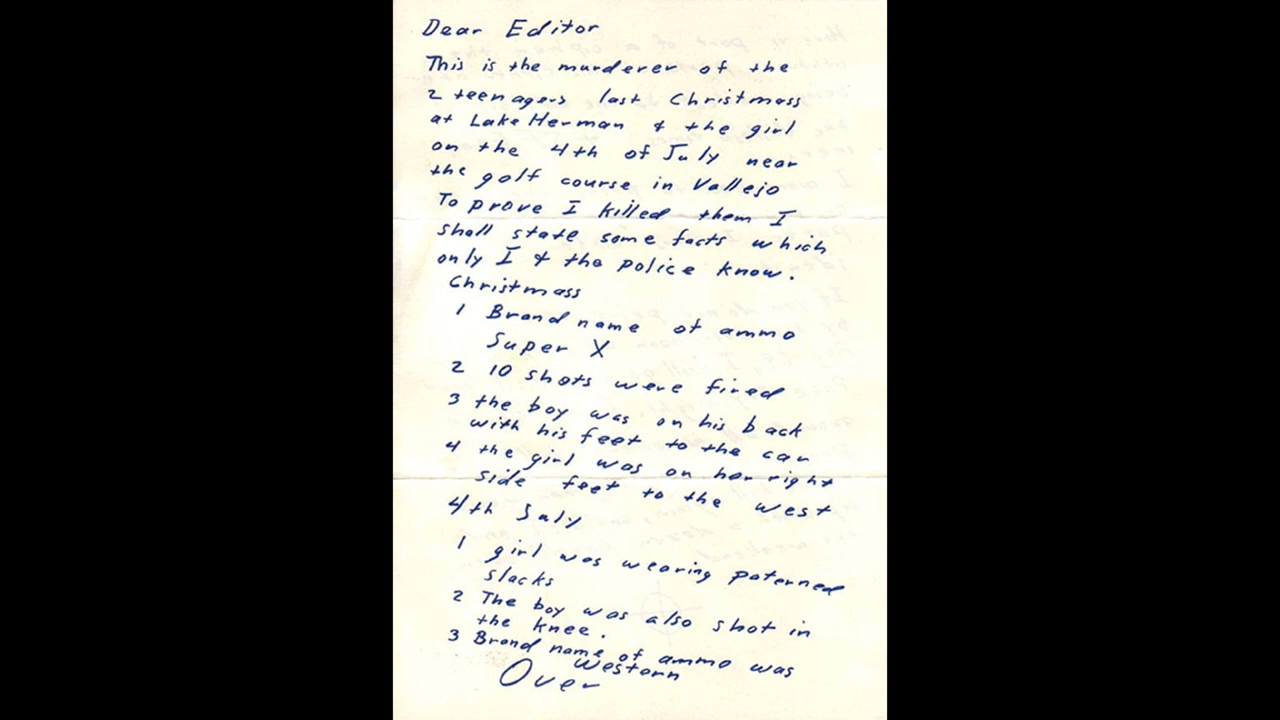 Dear Editor
This is the murderer of the
2 teenagers last Christmass
at Lake Herman & the girl
on the 4th of July near
the golf course in Vallejo
To prove I killed them I
shall state some facts which
only I & the police know.
Christmass
1 Brand name of ammo
Super X
2 10 shots were fired
3 the boy was on his back
with his feet to the car
4 the girl was on her right
side feet to the west
4th July
1 girl was wearing paterned
slacks
2 The boy was also shot in
the knee.
3 Brand name of ammo was
Western
Over